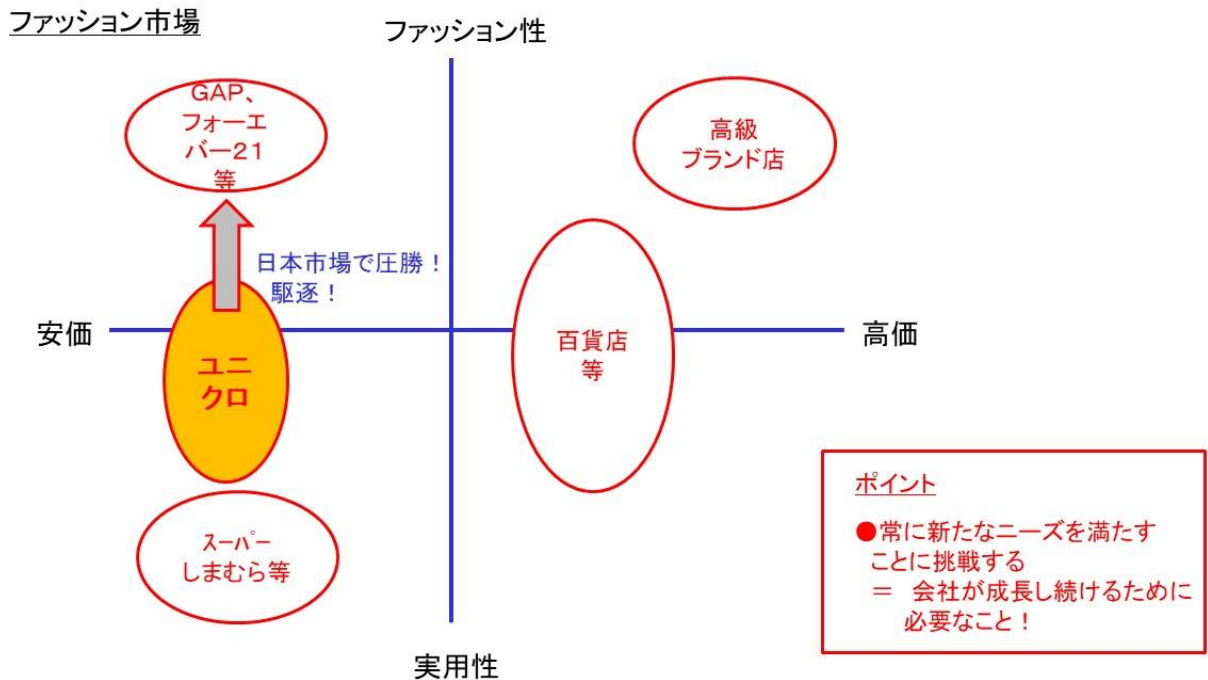 ファッション市場
ファッション性
GAP、
フォーエ
バー２１
等
高級
ブランド店
日本市場で圧勝！
駆逐！
安価
高価
ユニ
クロ
百貨店
等
スーパー
しまむら等
ポイント
●常に新たなニーズを満たす
ことに挑戦する
＝　会社が成長し続けるために
必要なこと！
実用性